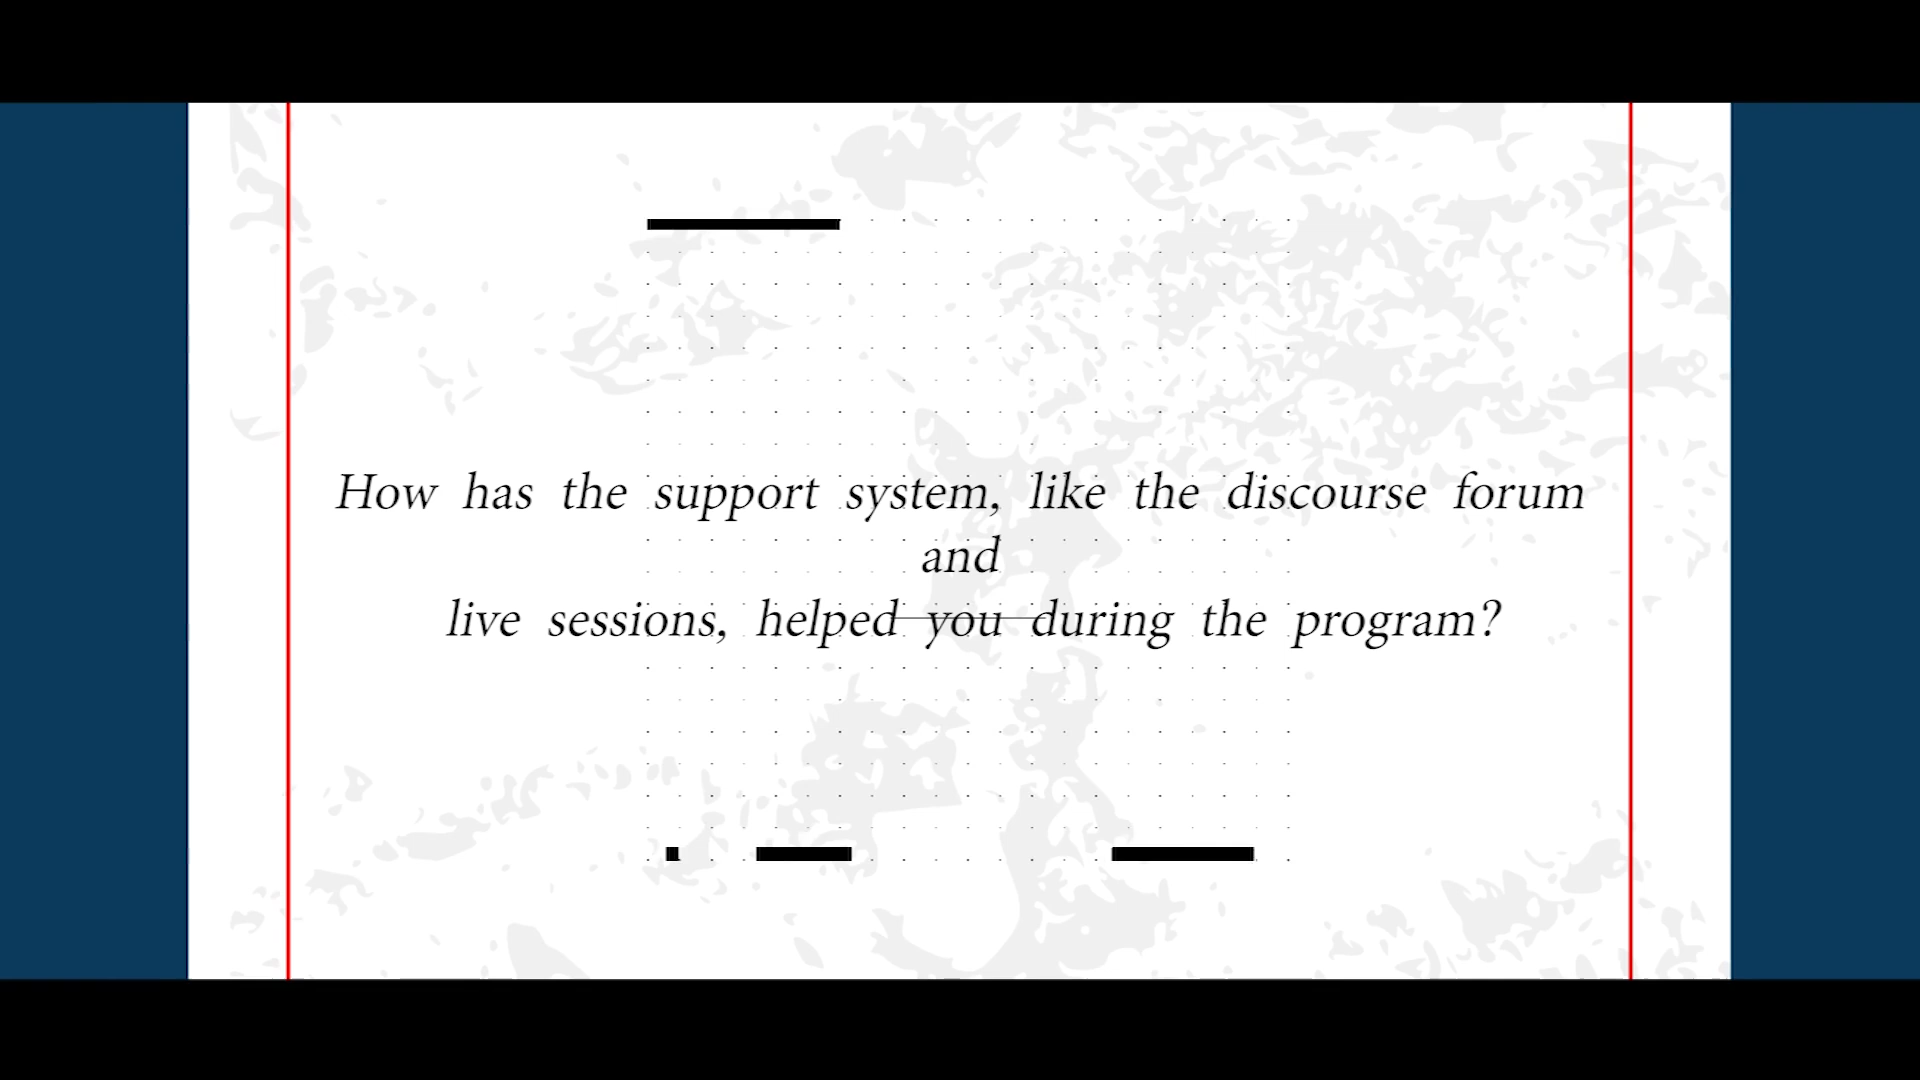 How has the support system, like the discourse forum
and
live sessions, helped you during the program?